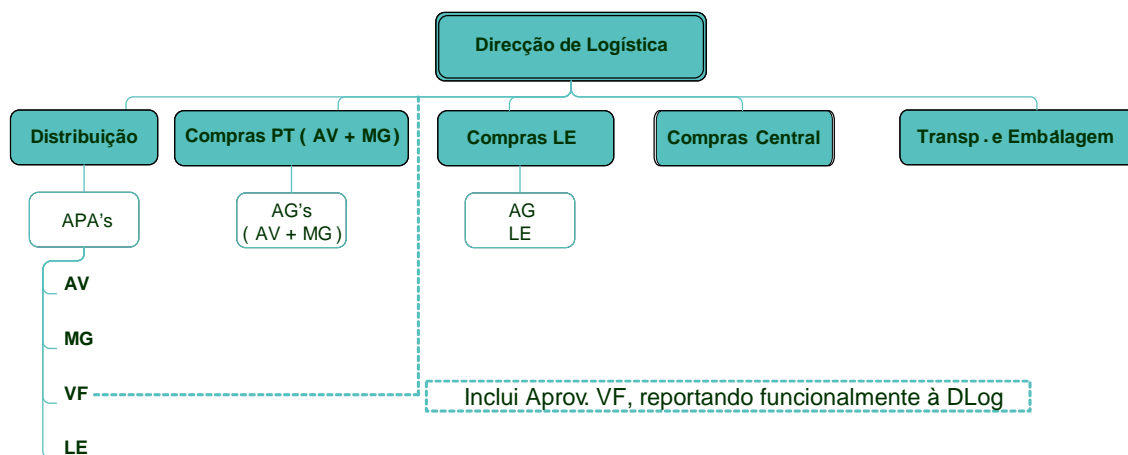 Direcção de Logística
Distribuição
Compras PT ( AV + MG)
Compras LE
Compras Central
Transp. e Embálagem
APA's
AG's
( AV + MG )
AG
LE
AV
MG
VF
Inclui Aprov. VF, reportando funcionalmente à DLog
LE